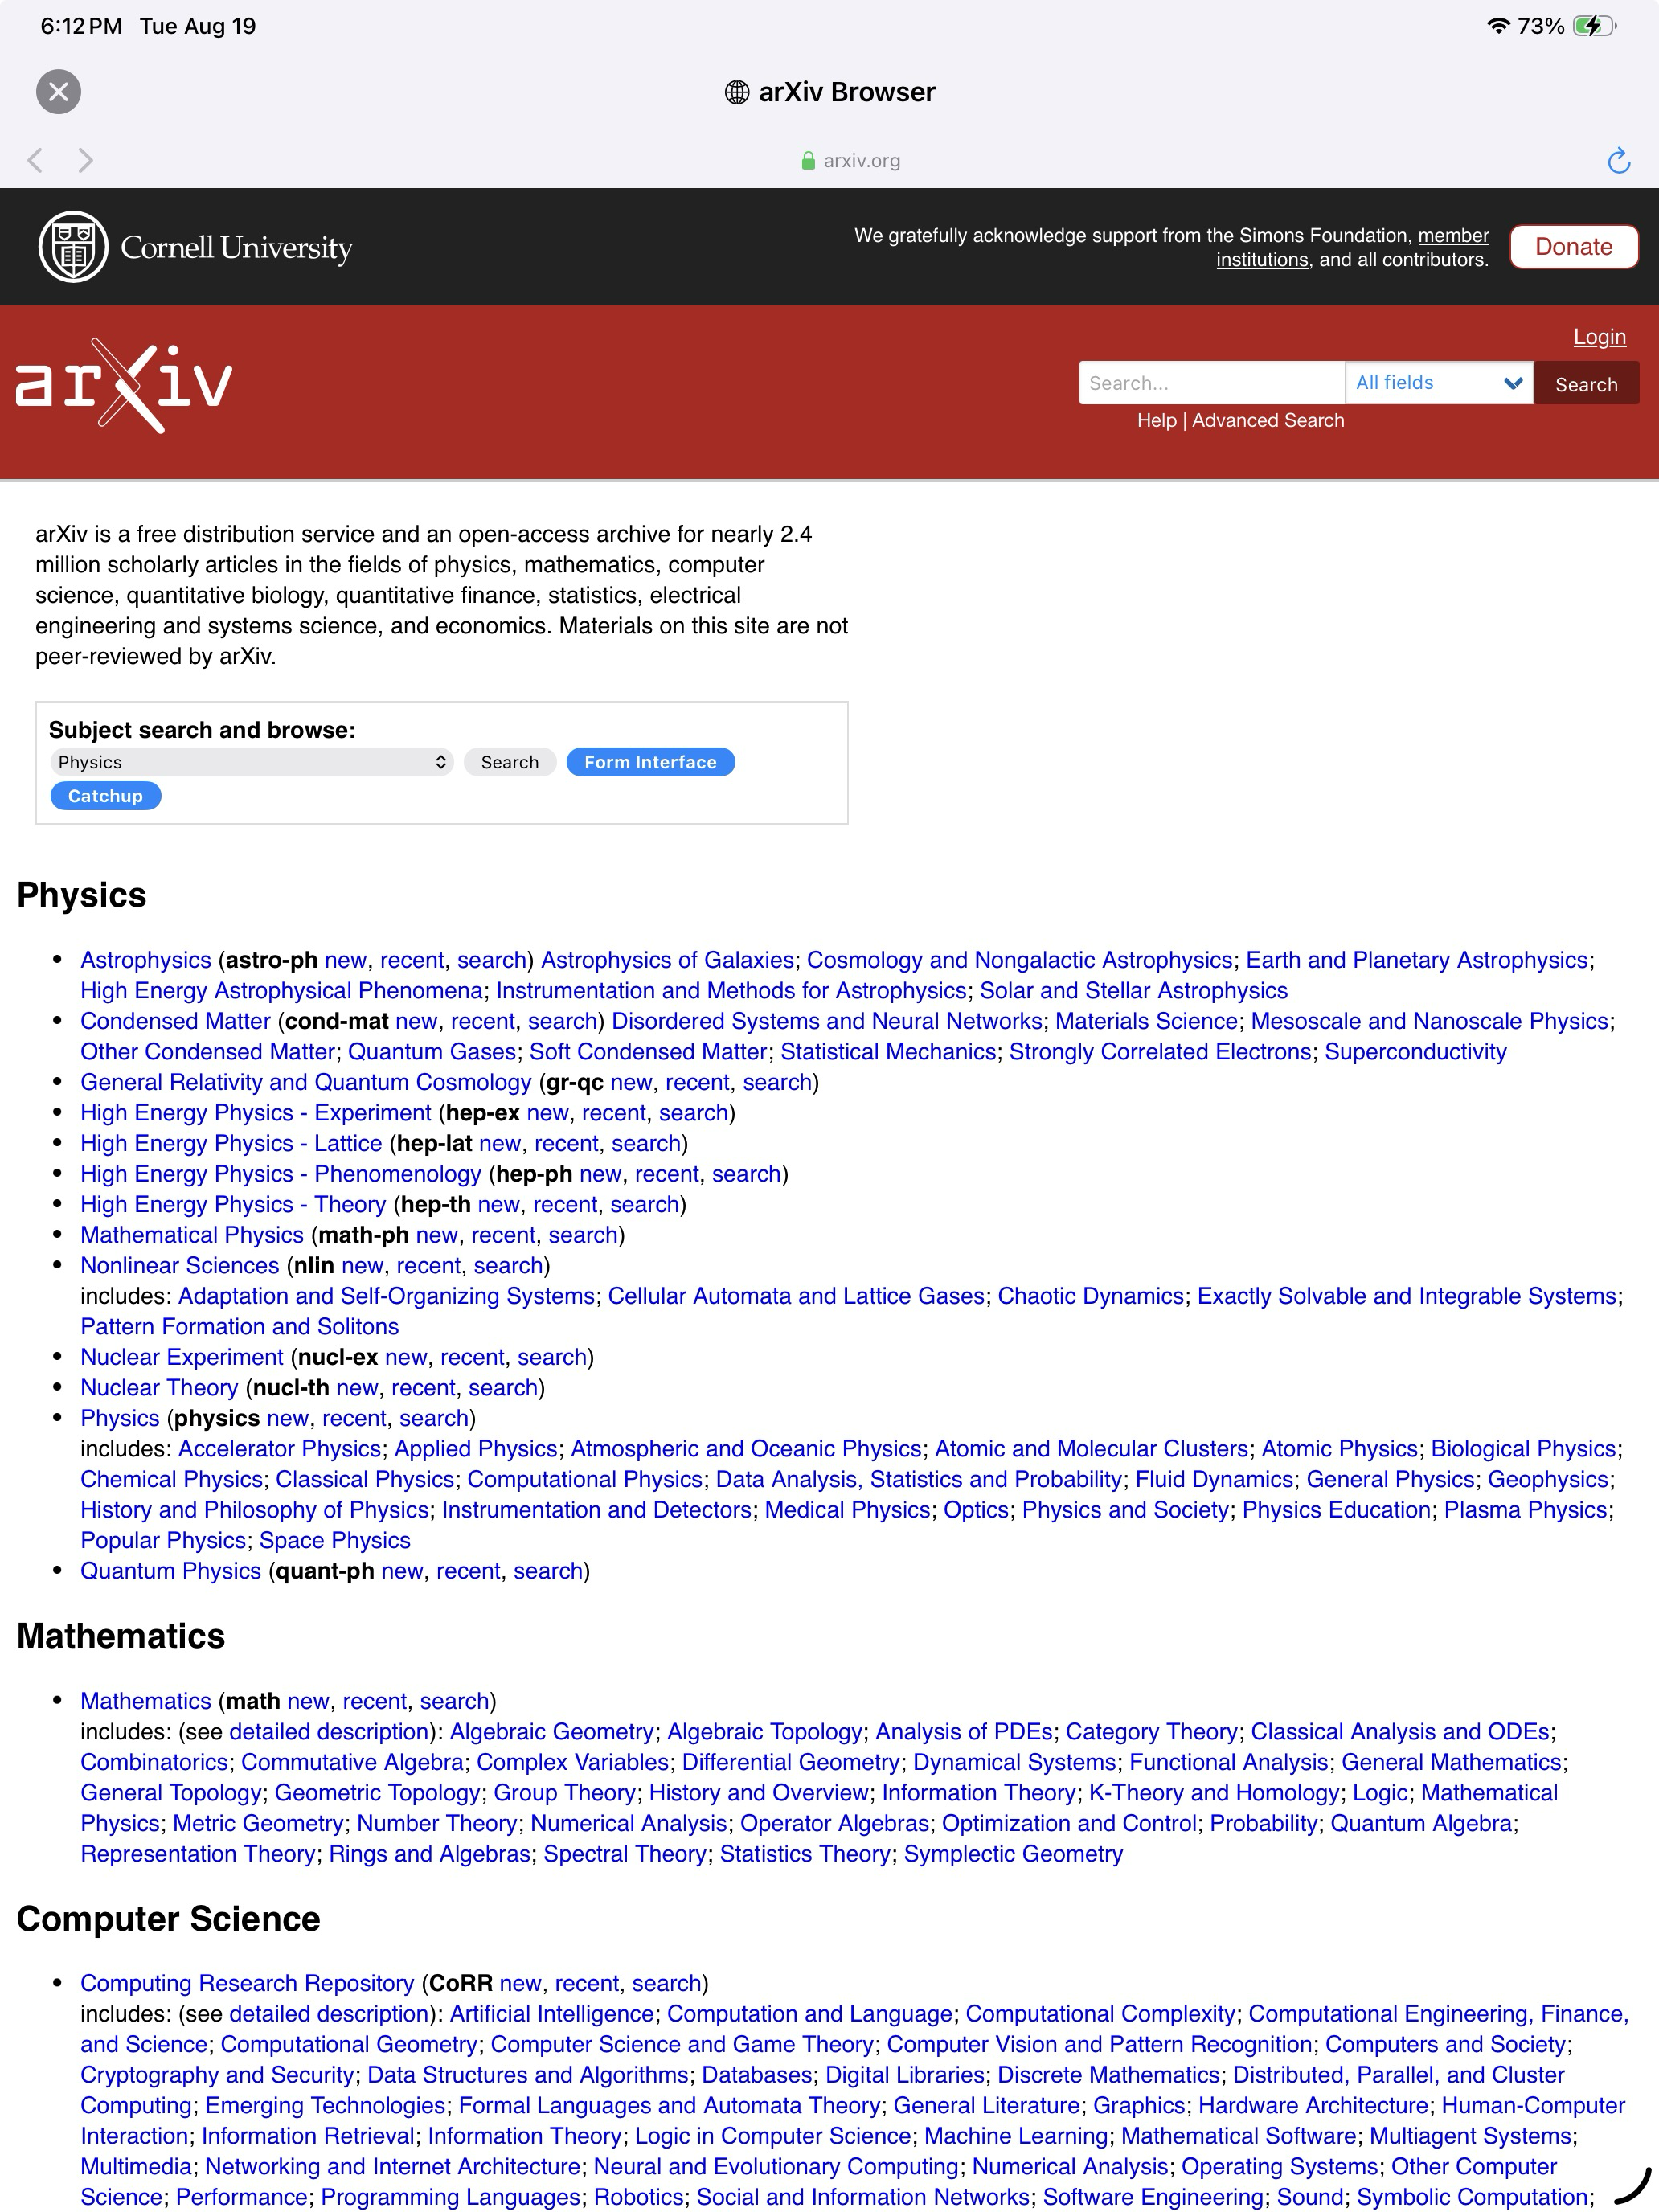 6:12 PM Tue Aug 19
73%
arXiv Browser
arxiv.org
Cornell University
We gratefully acknowledge support from the Simons Foundation, member
institutions, and all contributors.
Donate
arXiv
Login
Search...
All fields
Search
Help | Advanced Search
arXiv is a free distribution service and an open-access archive for nearly 2.4
million scholarly articles in the fields of physics, mathematics, computer
science, quantitative biology, quantitative finance, statistics, electrical
engineering and systems science, and economics. Materials on this site are not
peer-reviewed by arXiv.
Subject search and browse:
Physics
Search
Form Interface
Catchup
Physics
• Astrophysics (astro-ph new, recent, search) Astrophysics of Galaxies; Cosmology and Nongalactic Astrophysics; Earth and Planetary Astrophysics;
High Energy Astrophysical Phenomena; Instrumentation and Methods for Astrophysics; Solar and Stellar Astrophysics
• Condensed Matter (cond-mat new, recent, search) Disordered Systems and Neural Networks; Materials Science; Mesoscale and Nanoscale Physics;
Other Condensed Matter; Quantum Gases; Soft Condensed Matter; Statistical Mechanics; Strongly Correlated Electrons; Superconductivity
• General Relativity and Quantum Cosmology (gr-qc new, recent, search)
• High Energy Physics - Experiment (hep-ex new, recent, search)
• High Energy Physics - Lattice (hep-lat new, recent, search)
• High Energy Physics - Phenomenology (hep-ph new, recent, search)
• High Energy Physics - Theory (hep-th new, recent, search)
• Mathematical Physics (math-ph new, recent, search)
• Nonlinear Sciences (nlin new, recent, search)
includes: Adaptation and Self-Organizing Systems; Cellular Automata and Lattice Gases; Chaotic Dynamics; Exactly Solvable and Integrable Systems;
Pattern Formation and Solitons
• Nuclear Experiment (nucl-ex new, recent, search)
• Nuclear Theory (nucl-th new, recent, search)
• Physics (physics new, recent, search)
includes: Accelerator Physics; Applied Physics; Atmospheric and Oceanic Physics; Atomic and Molecular Clusters; Atomic Physics; Biological Physics;
Chemical Physics; Classical Physics; Computational Physics; Data Analysis, Statistics and Probability; Fluid Dynamics; General Physics; Geophysics;
History and Philosophy of Physics; Instrumentation and Detectors; Medical Physics; Optics; Physics and Society; Physics Education; Plasma Physics;
Popular Physics; Space Physics
• Quantum Physics (quant-ph new, recent, search)
Mathematics
• Mathematics (math new, recent, search)
includes: (see detailed description): Algebraic Geometry; Algebraic Topology; Analysis of PDEs; Category Theory; Classical Analysis and ODEs;
Combinatorics; Commutative Algebra; Complex Variables; Differential Geometry; Dynamical Systems; Functional Analysis; General Mathematics;
General Topology; Geometric Topology; Group Theory; History and Overview; Information Theory; K-Theory and Homology; Logic; Mathematical
Physics; Metric Geometry; Number Theory; Numerical Analysis; Operator Algebras; Optimization and Control; Probability; Quantum Algebra;
Representation Theory; Rings and Algebras; Spectral Theory; Statistics Theory; Symplectic Geometry
Computer Science
• Computing Research Repository (CoRR new, recent, search)
includes: (see detailed description): Artificial Intelligence; Computation and Language; Computational Complexity; Computational Engineering, Finance,
and Science; Computational Geometry; Computer Science and Game Theory; Computer Vision and Pattern Recognition; Computers and Society;
Cryptography and Security; Data Structures and Algorithms; Databases; Digital Libraries; Discrete Mathematics; Distributed, Parallel, and Cluster
Computing; Emerging Technologies; Formal Languages and Automata Theory; General Literature; Graphics; Hardware Architecture; Human-Computer
Interaction; Information Retrieval; Information Theory; Logic in Computer Science; Machine Learning; Mathematical Software; Multiagent Systems;
Multimedia; Networking and Internet Architecture; Neural and Evolutionary Computing; Numerical Analysis; Operating Systems; Other Computer
Science; Performance; Programming Languages; Robotics; Social and Information Networks; Software Engineering; Sound; Symbolic Computation;